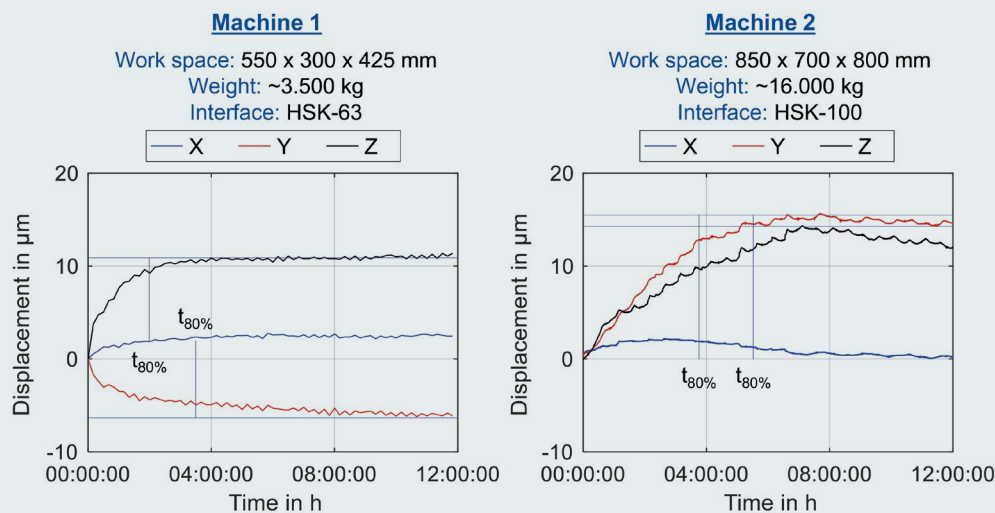 Machine 1
Work space: 550 x 300 x 425 mm
Weight: ~3.500 kg
Interface: HSK-63
X Y Z
20
10
0
-10
Displacement in µm
t80%
t80%
00:00:00 04:00:00 08:00:00 12:00:00
Time in h
Machine 2
Work space: 850 x 700 x 800 mm
Weight: ~16.000 kg
Interface: HSK-100
X Y Z
20
10
0
-10
Displacement in µm
t80% t80%
00:00:00 04:00:00 08:00:00 12:00:00
Time in h